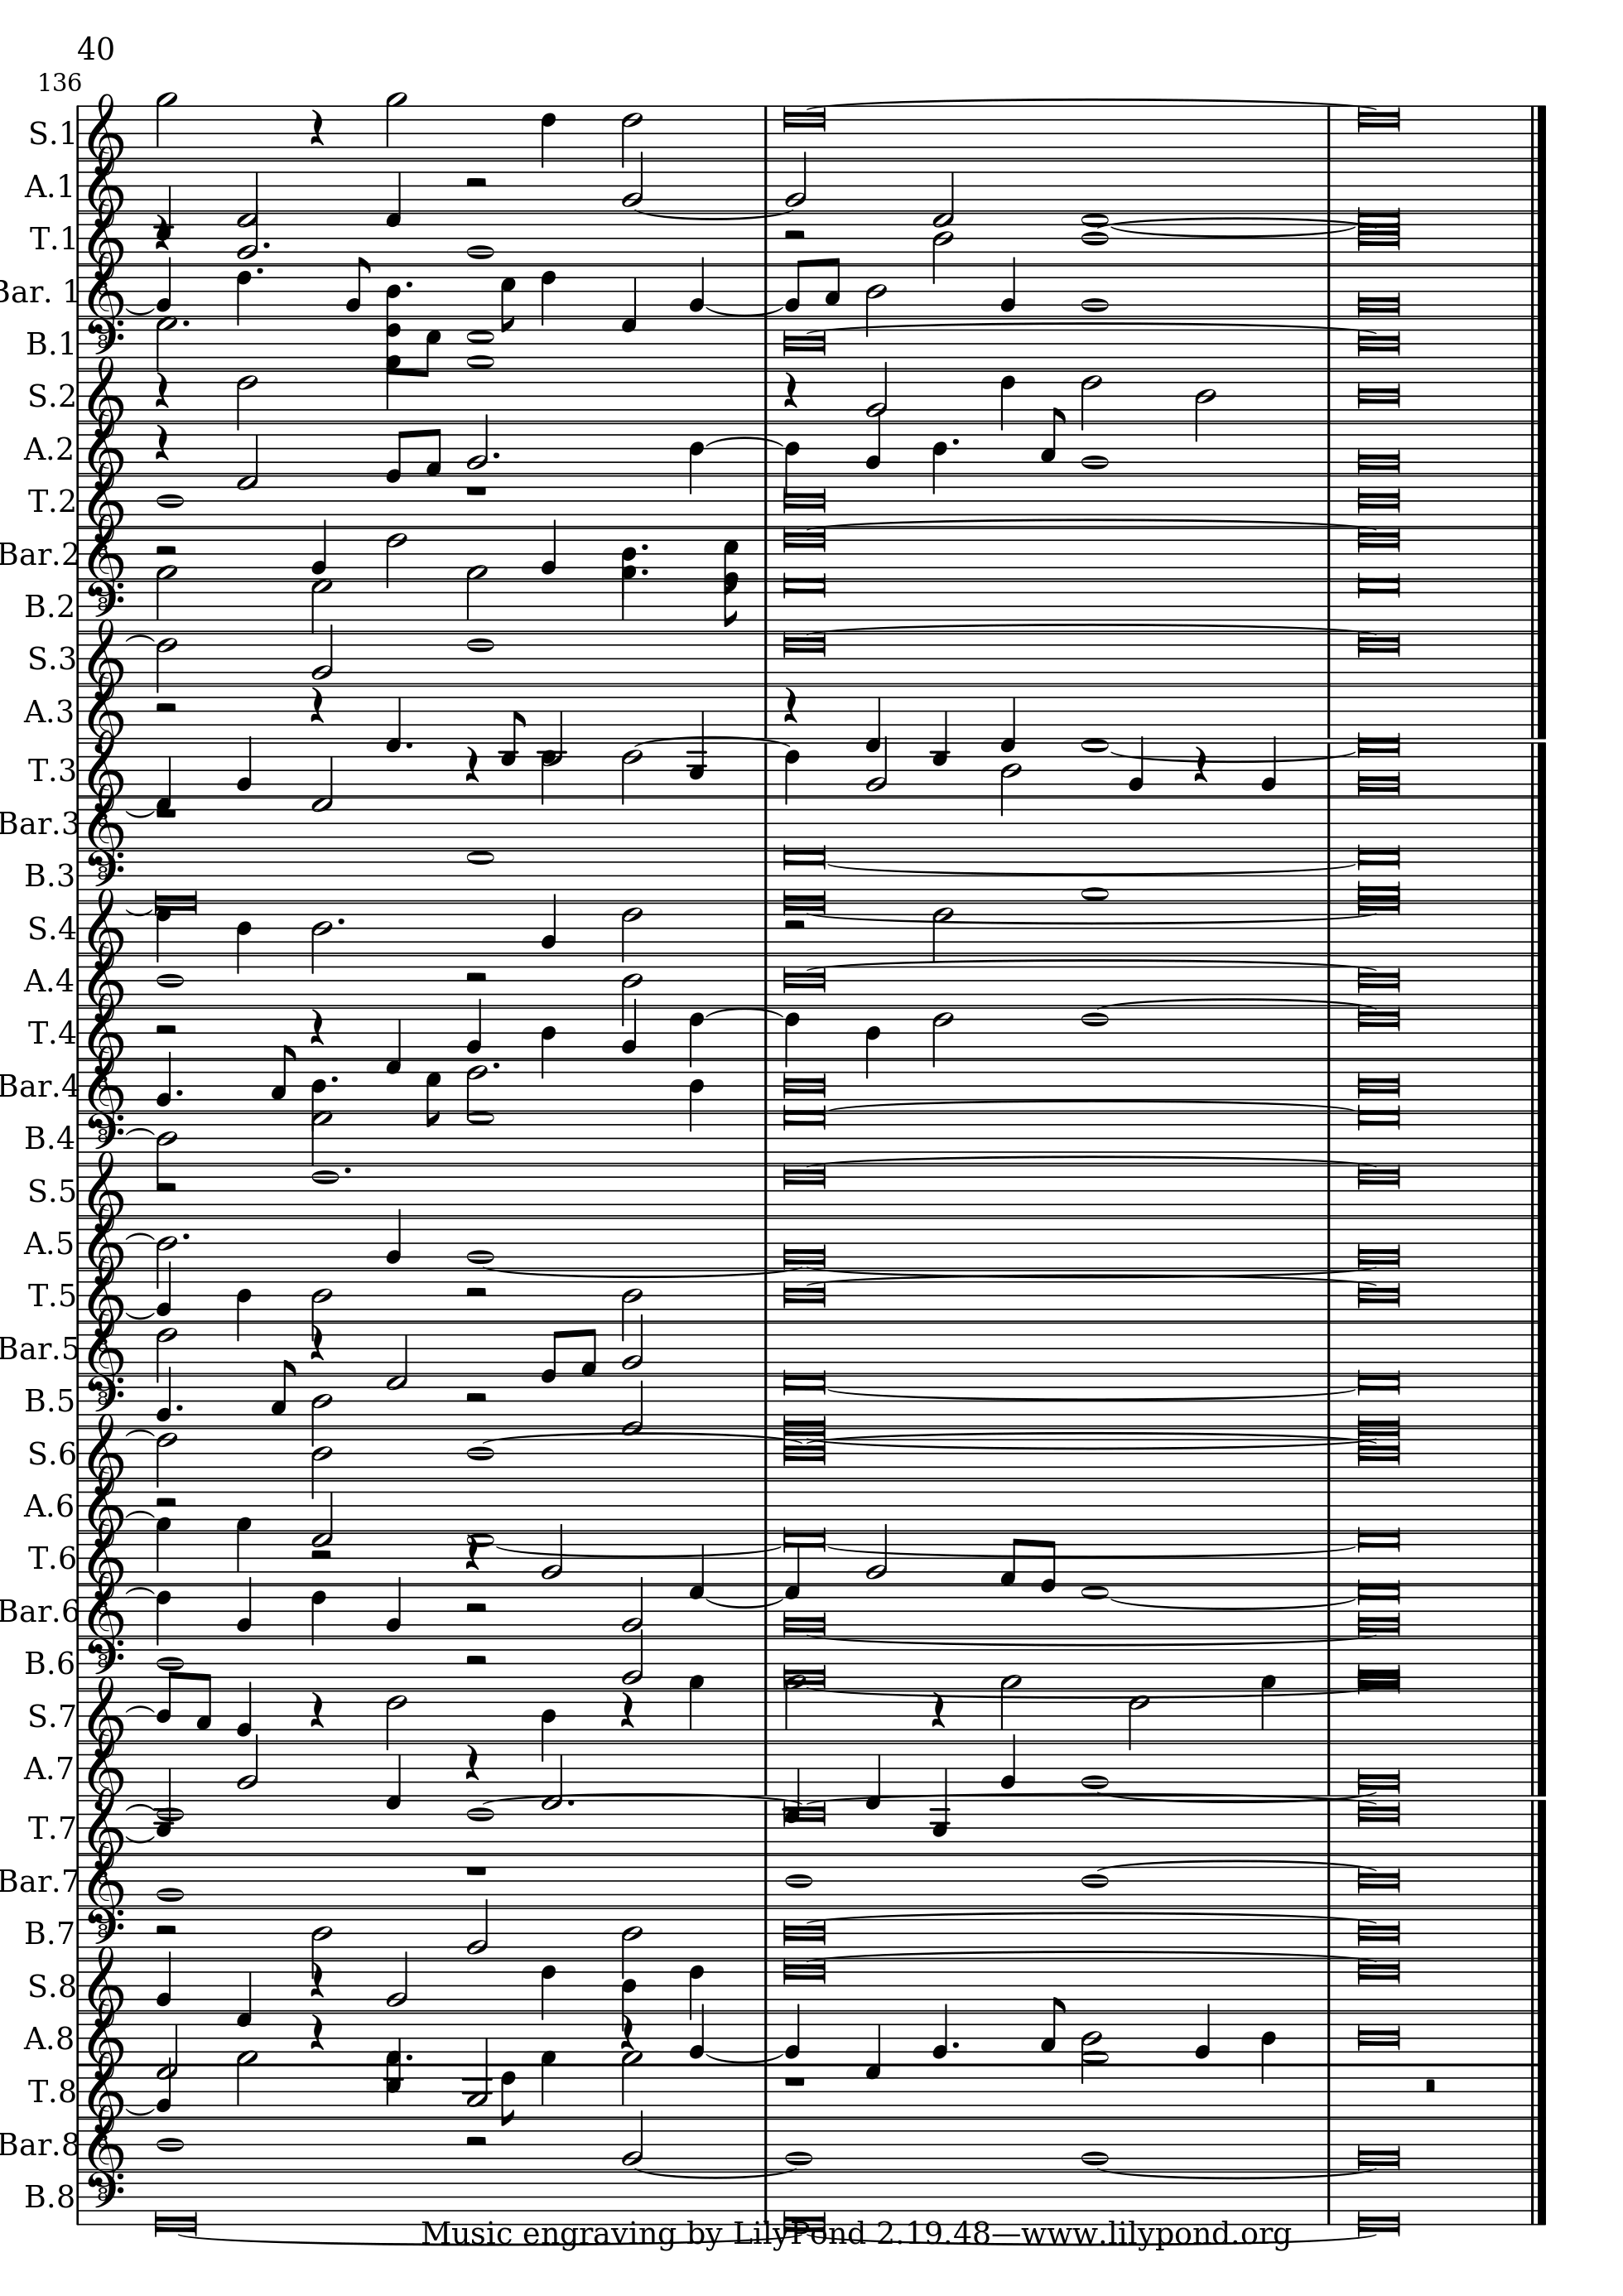 40
136
S.1
A.1
T.1
Bar. 1
B.1
S.2
A.2
T.2
Bar.2
B.2
S.3
A.3
T.3
Bar.3
B.3
S.4
A.4
T.4
Bar.4
B.4
S.5
A.5
T.5
Bar.5
B.5
S.6
A.6
T.6
Bar.6
B.6
S.7
A.7
T.7
Bar.7
B.7
S.8
A.8
T.8
Bar.8
B.8
Music engraving by LilyPond 2.19.48—www.lilypond.org